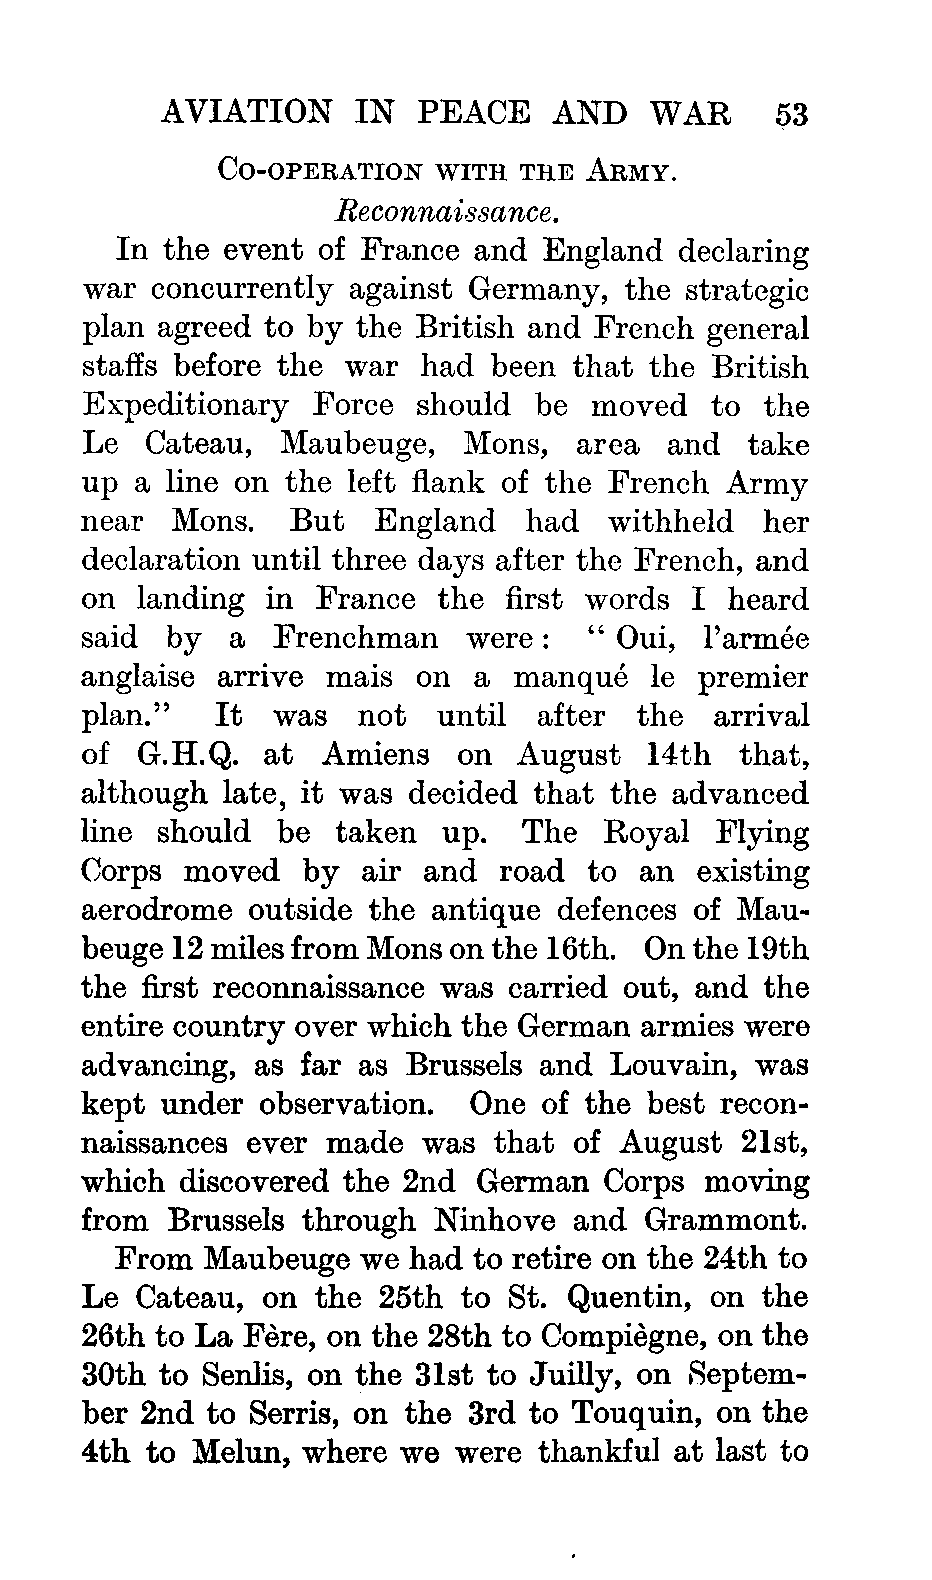 AVIATION IN PEACE AND WAR 53
Co-operation with the Army.
Reconnaissance.
In the event of France and England declaring
war concurrently against Germany, the strategic
plan agreed to by the British and French general
staffs before the war had been that the British
Expeditionary Force should be moved to the
Le Cateau, Maubeuge, Mons, area and take
up a line on the left flank of the French Army
near Mons. But England had withheld her
declaration until three days after the French, and
on landing in France the first words I heard
said by a Frenchman were: “Oui, l’armée
anglaise arrive mais on a manqué le premier
plan.” It was not until after the arrival
of G.H.Q. at Amiens on August 14th that,
although late, it was decided that the advanced
line should be taken up. The Royal Flying
Corps moved by air and road to an existing
aerodrome outside the antique defences of Mau-
beuge 12 miles from Mons on the 16th. On the 19th
the first reconnaissance was carried out, and the
entire country over which the German armies were
advancing, as far as Brussels and Louvain, was
kept under observation. One of the best recon-
naissances ever made was that of August 21st,
which discovered the 2nd German Corps moving
from Brussels through Ninhove and Grammont.
From Maubeuge we had to retire on the 24th to
Le Cateau, on the 25th to St. Quentin, on the
26th to La Fère, on the 28th to Compiègne, on the
30th to Senlis, on the 31st to Juilly, on Septem-
ber 2nd to Serris, on the 3rd to Touquin, on the
4th to Melun, where we were thankful at last to